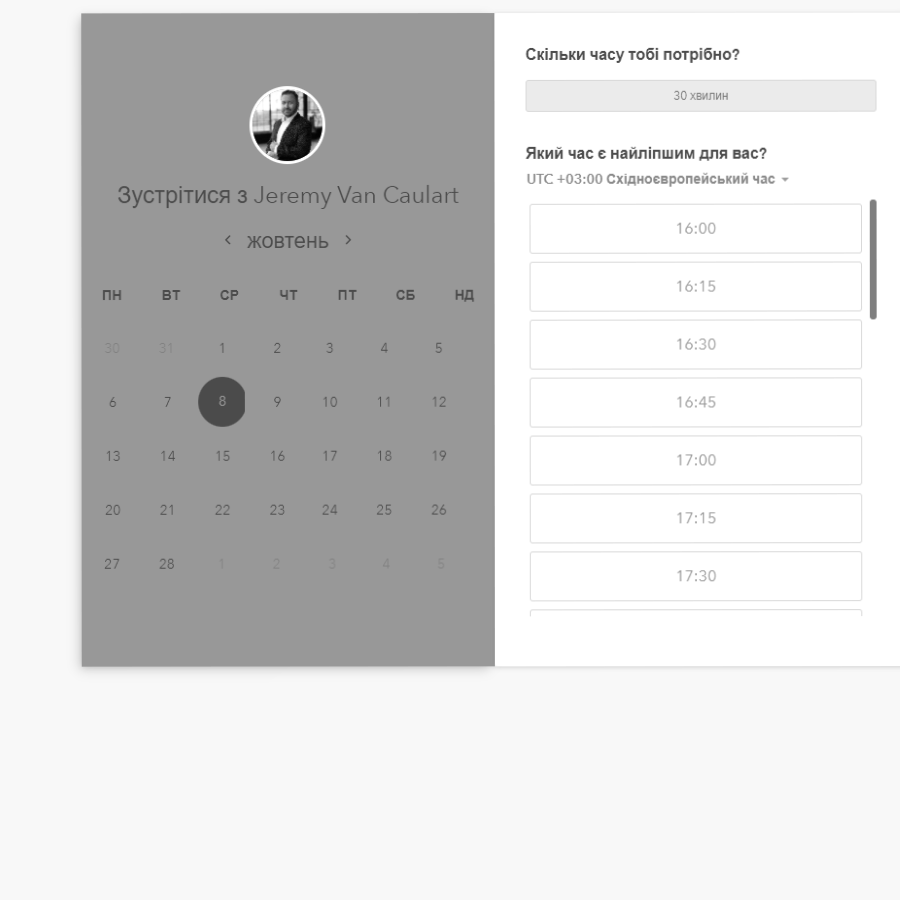 Зустрітися з Jeremy Van Caulart
жовтень
ПН ВТ СР ЧТ ПТ СБ НД
30 31 1 2 3 4 5
6 7 8 9 10 11 12
13 14 15 16 17 18 19
20 21 22 23 24 25 26
27 28 1 2 3 4 5
Скільки часу тобі потрібно?
30 хвилин
Який час є найліпшим для вас?
UTC +03:00 Східноєвропейський час
16:00
16:15
16:30
16:45
17:00
17:15
17:30